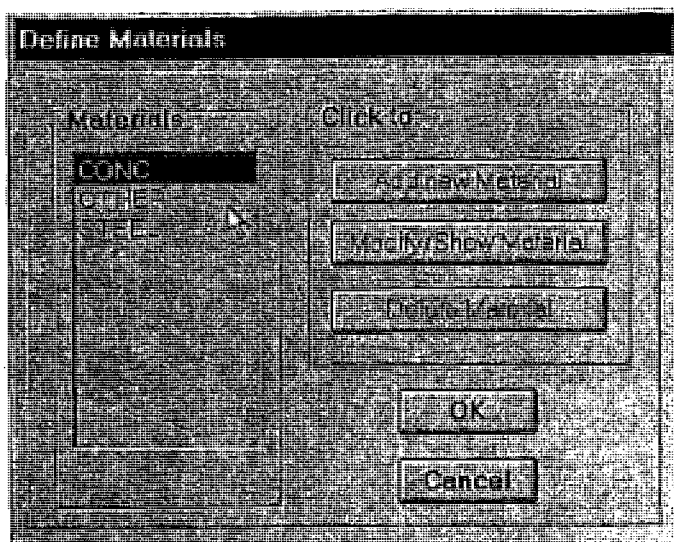 Define Materials
Materials
CONC
OTHER
STEEL
Click to:
Add new Material
Modify/Show Material
Delete Material
OK
Cancel